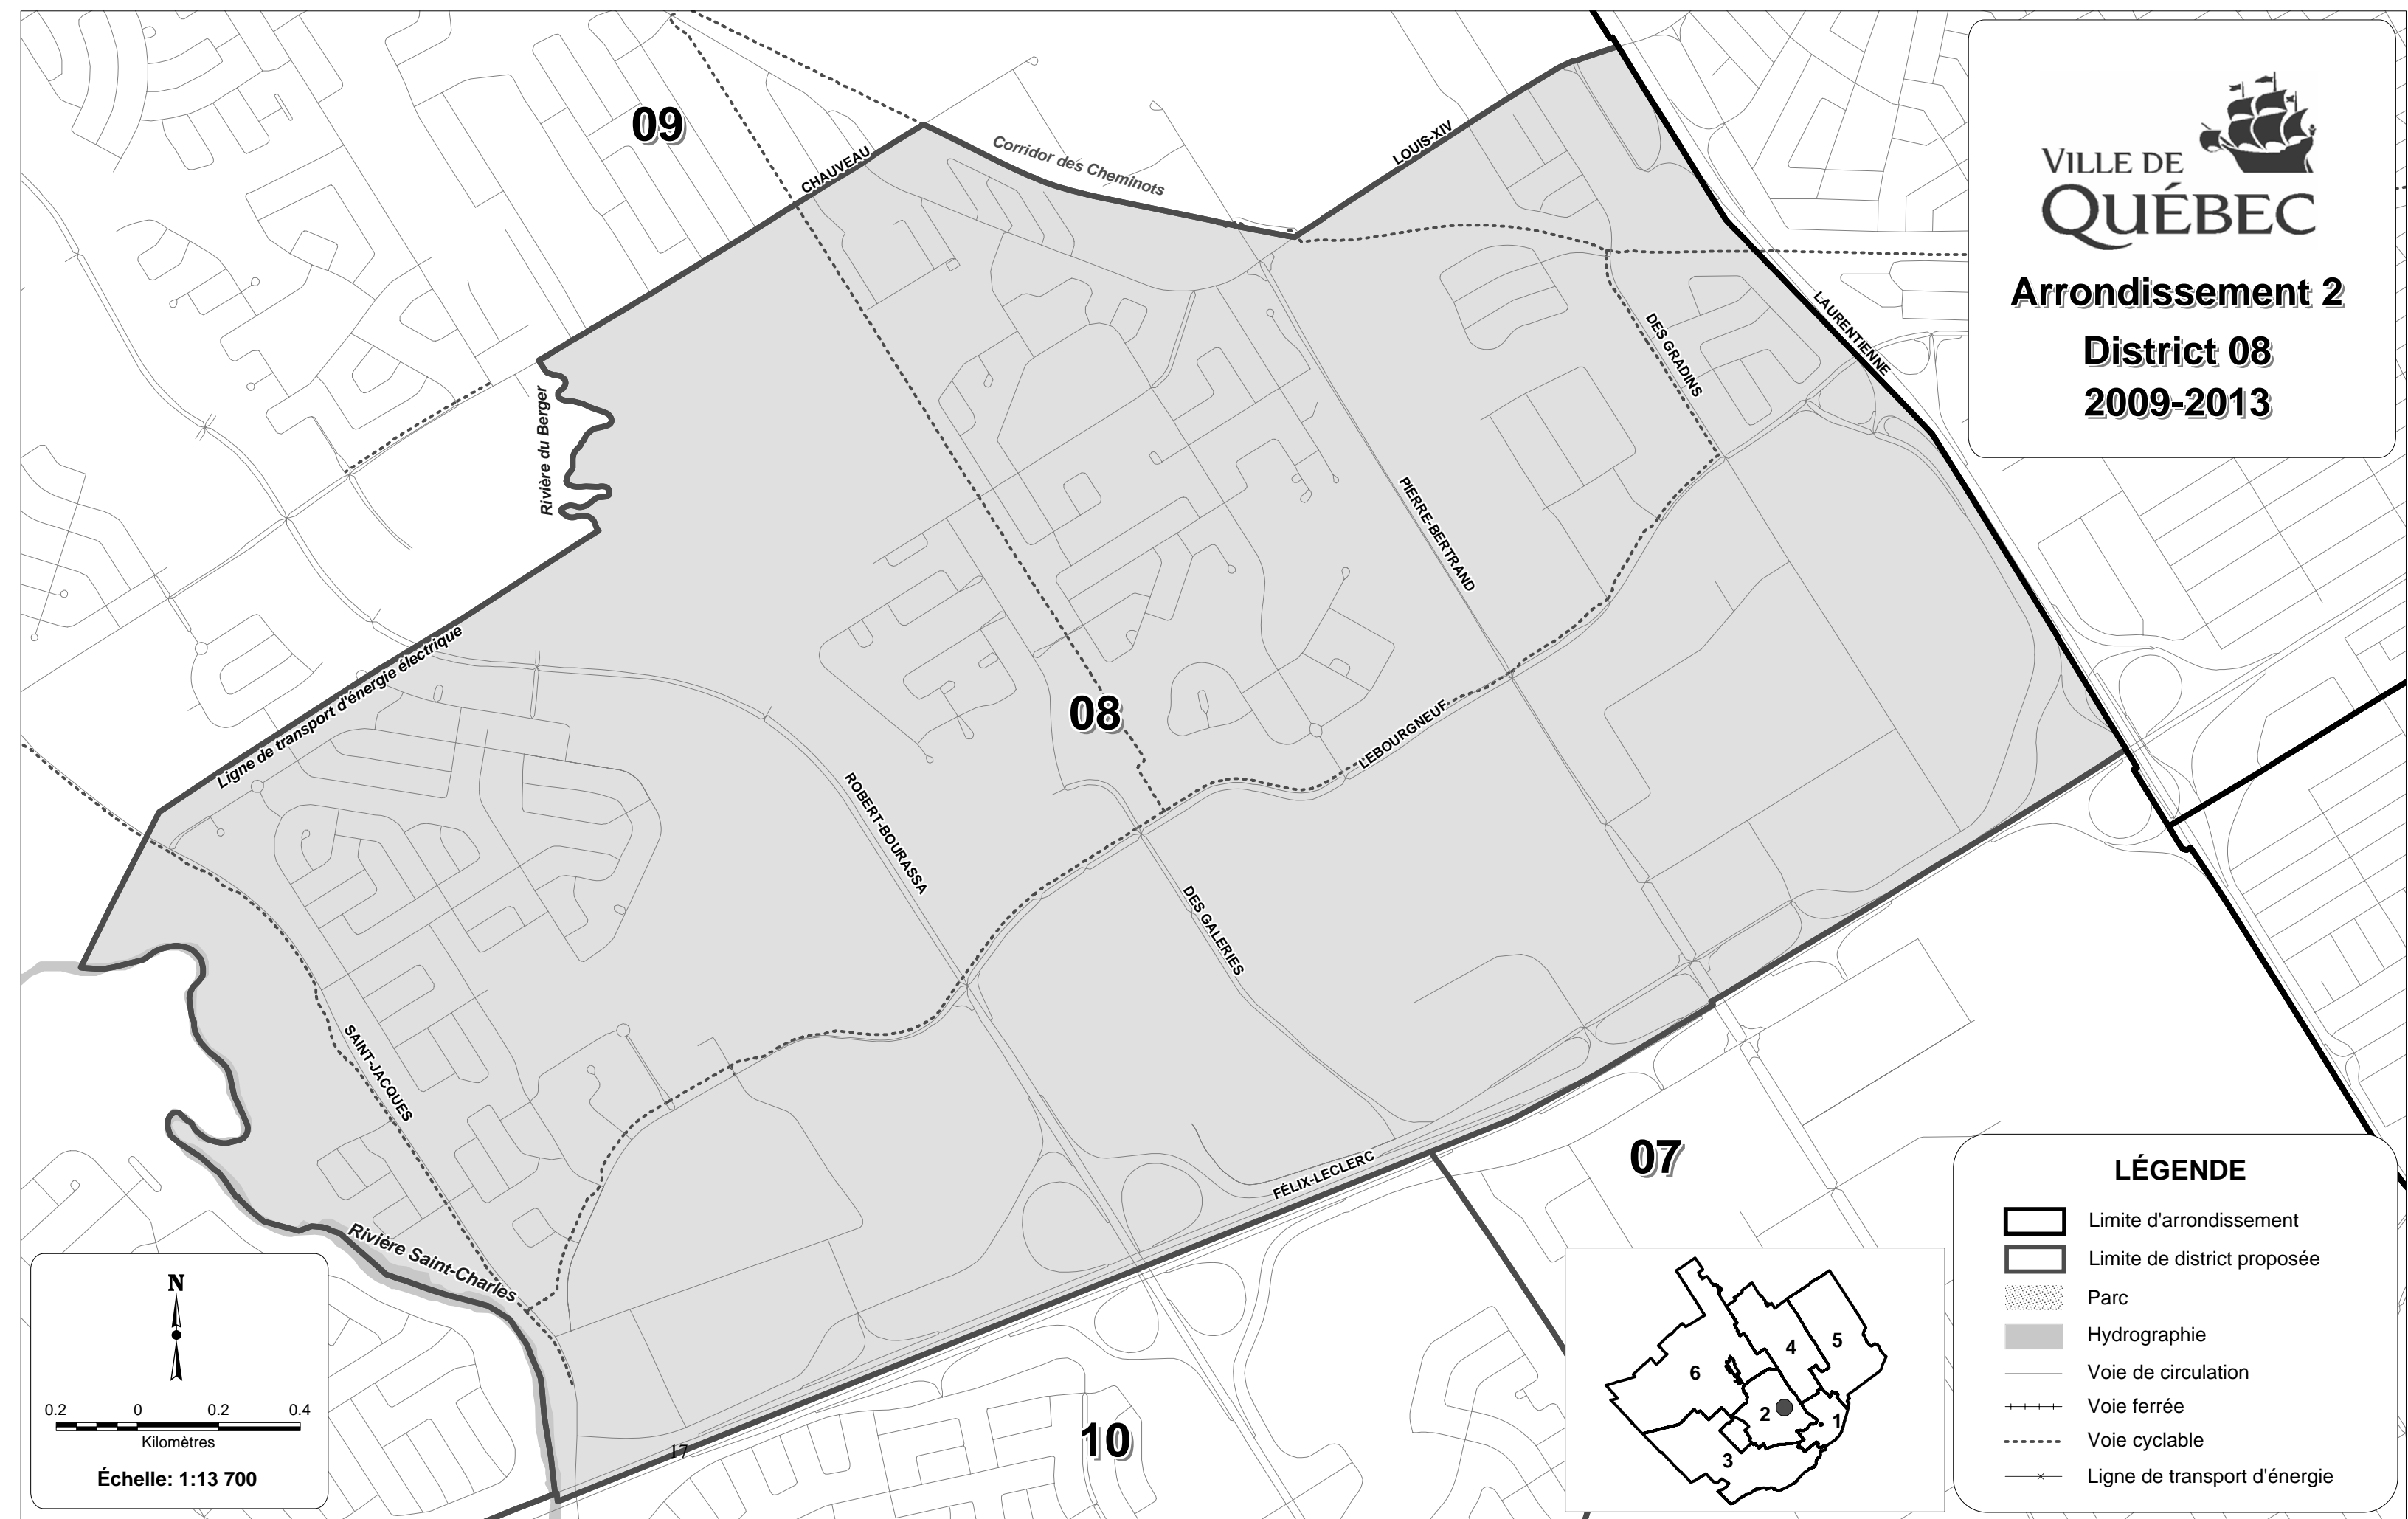 VILLE DE
QUÉBEC
Arrondissement 2
District 08
2009-2013
09
CHAUVEAU
Corridor des Cheminots
LOUIS-XIV
LAURENTIENNE
DES GRADINS
Rivière du Berger
PIERRE-BERTRAND
Ligne de transport d'énergie électrique
08
LEBOURGNEUF
ROBERT-BOURASSA
DES GALERIES
SAINT-JACQUES
FÉLIX-LECLERC
07
Rivière Saint-Charles
10
17
N
0.2 0 0.2 0.4
Kilomètres
Échelle: 1:13 700
4
5
6
2
1
3
LÉGENDE
Limite d'arrondissement
Limite de district proposée
Parc
Hydrographie
Voie de circulation
Voie ferrée
Voie cyclable
Ligne de transport d'énergie